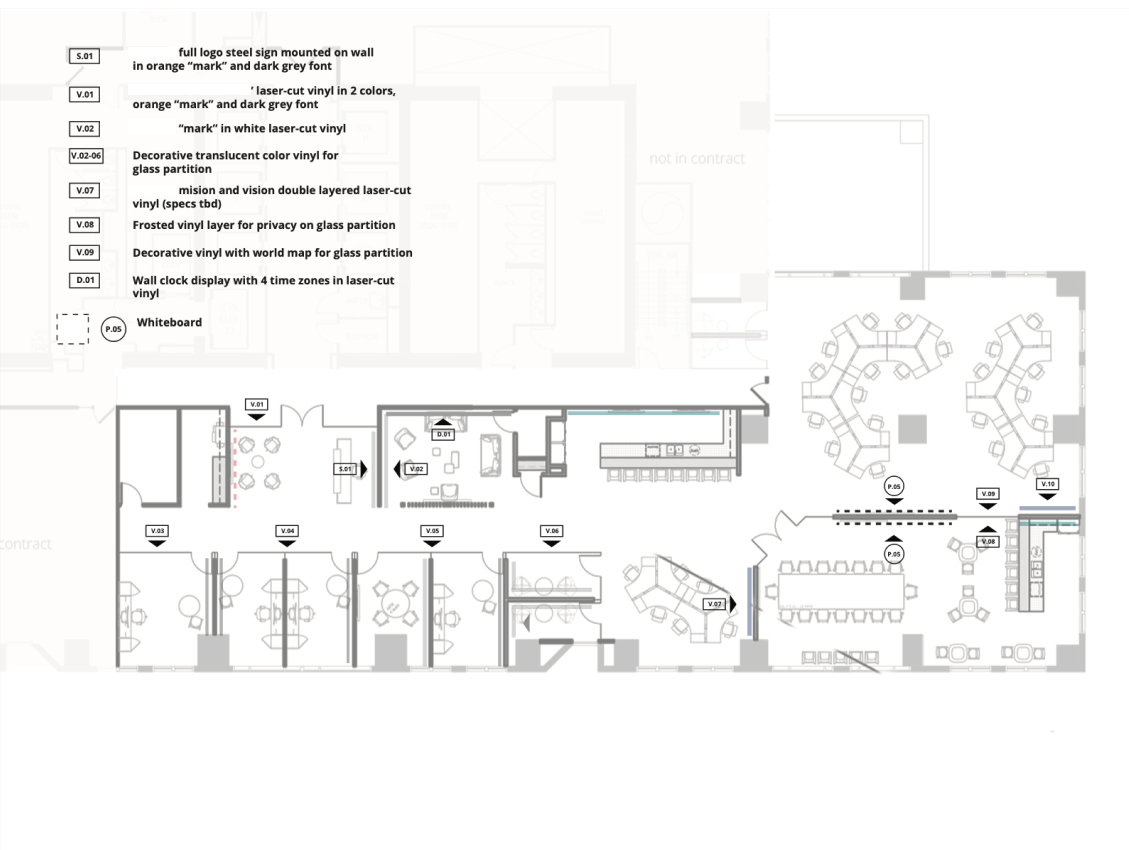 S.01
full logo steel sign mounted on wall
in orange “mark” and dark grey font
V.01
’ laser-cut vinyl in 2 colors,
orange “mark” and dark grey font
V.02
“mark” in white laser-cut vinyl
V.02-06
Decorative translucent color vinyl for
glass partition
V.07
mision and vision double layered laser-cut
vinyl (specs tbd)
V.08
Frosted vinyl layer for privacy on glass partition
V.09
Decorative vinyl with world map for glass partition
D.01
Wall clock display with 4 time zones in laser-cut
vinyl
P.05
Whiteboard
not in contract
contract
V.01
D.01
S.01
V.02
V.03
V.04
V.05
V.06
V.07
P.05
V.09
V.10
P.05
V.08